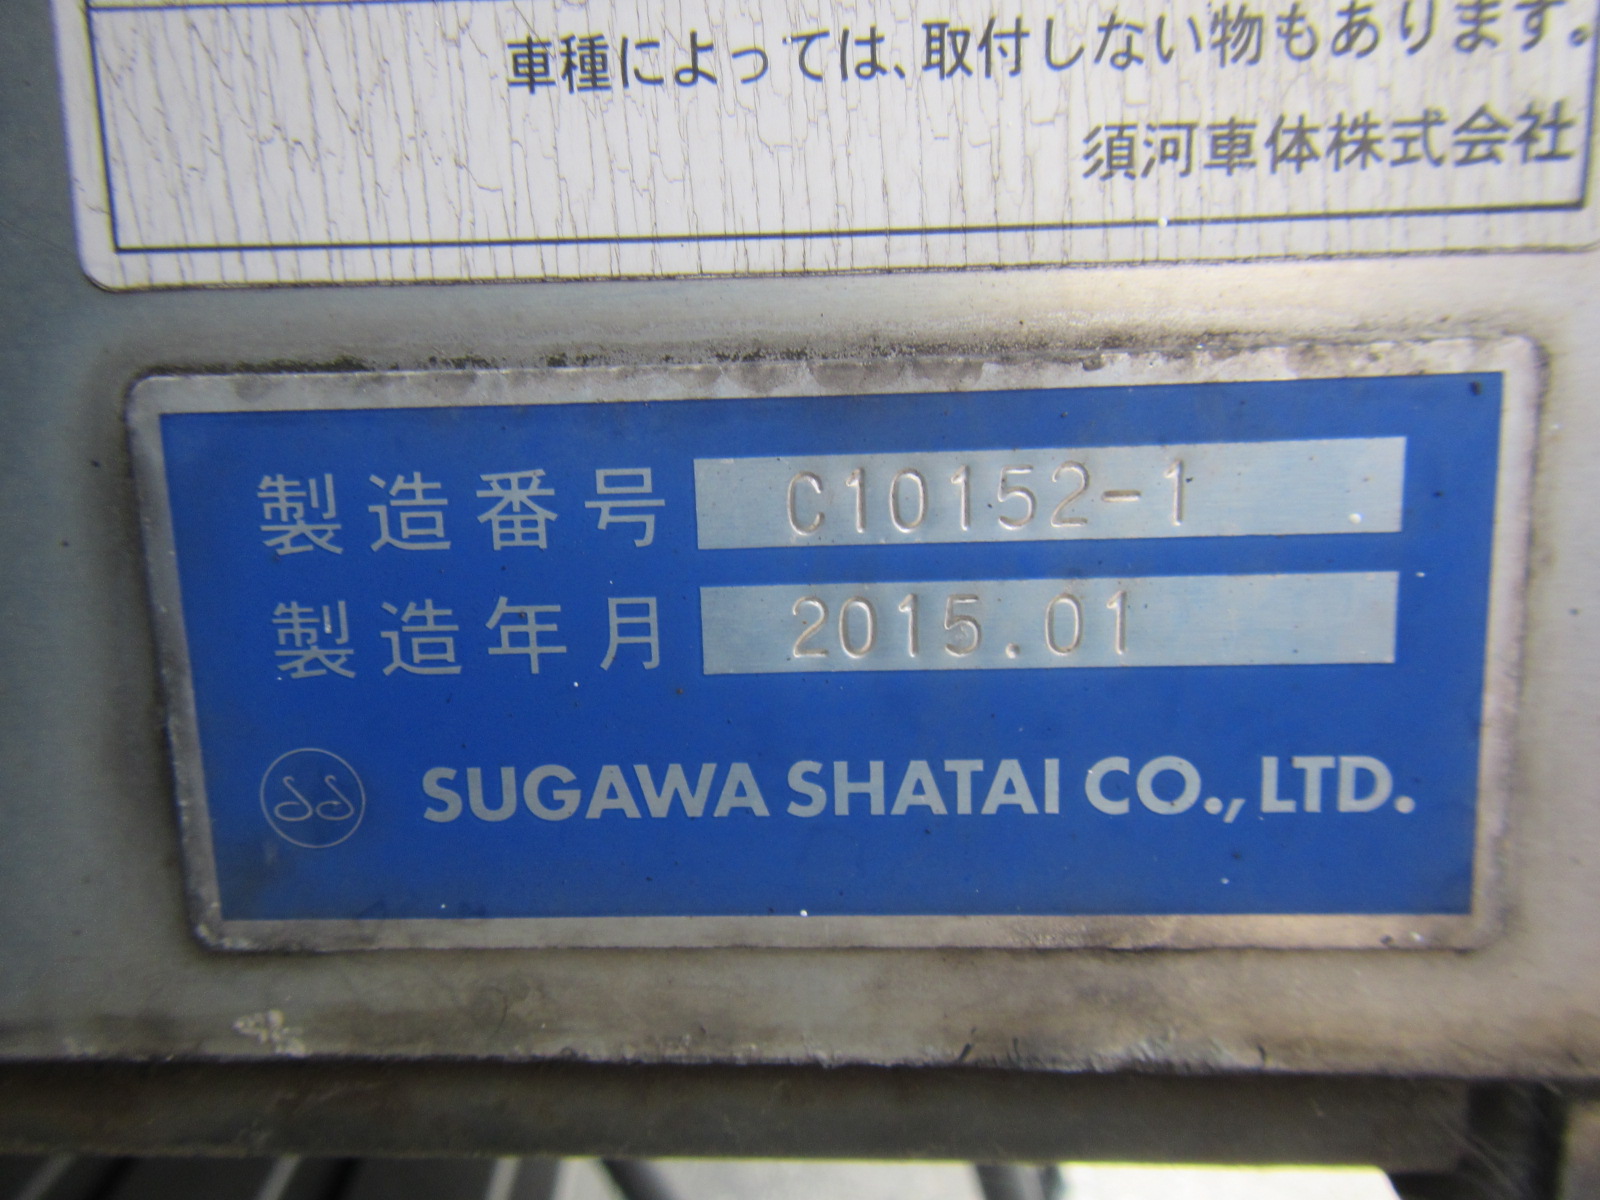 車種によっては、取付しない物もあります。
須河車体株式会社
製造番号 C10152-1
製造年月 2015.01
SUGAWA SHATAI CO., LTD.